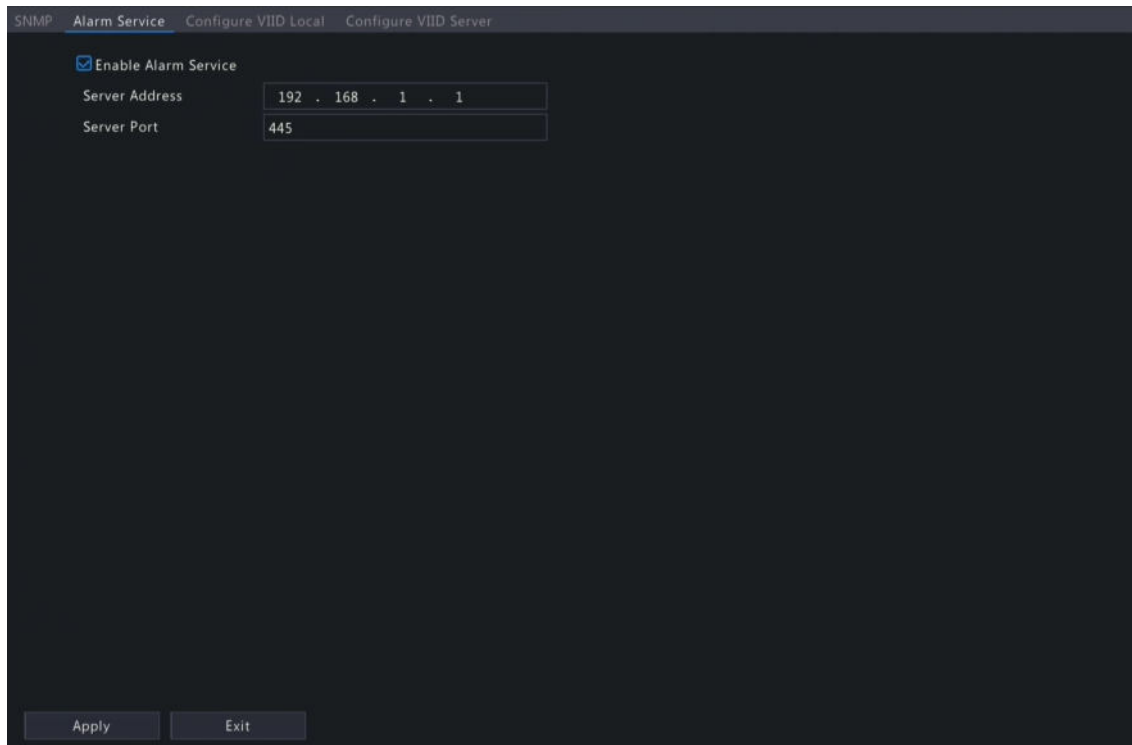 SNMP Alarm Service Configure VIID Local Configure VIID Server
Enable Alarm Service
Server Address 192 . 168 . 1 . 1
Server Port 445
Apply Exit